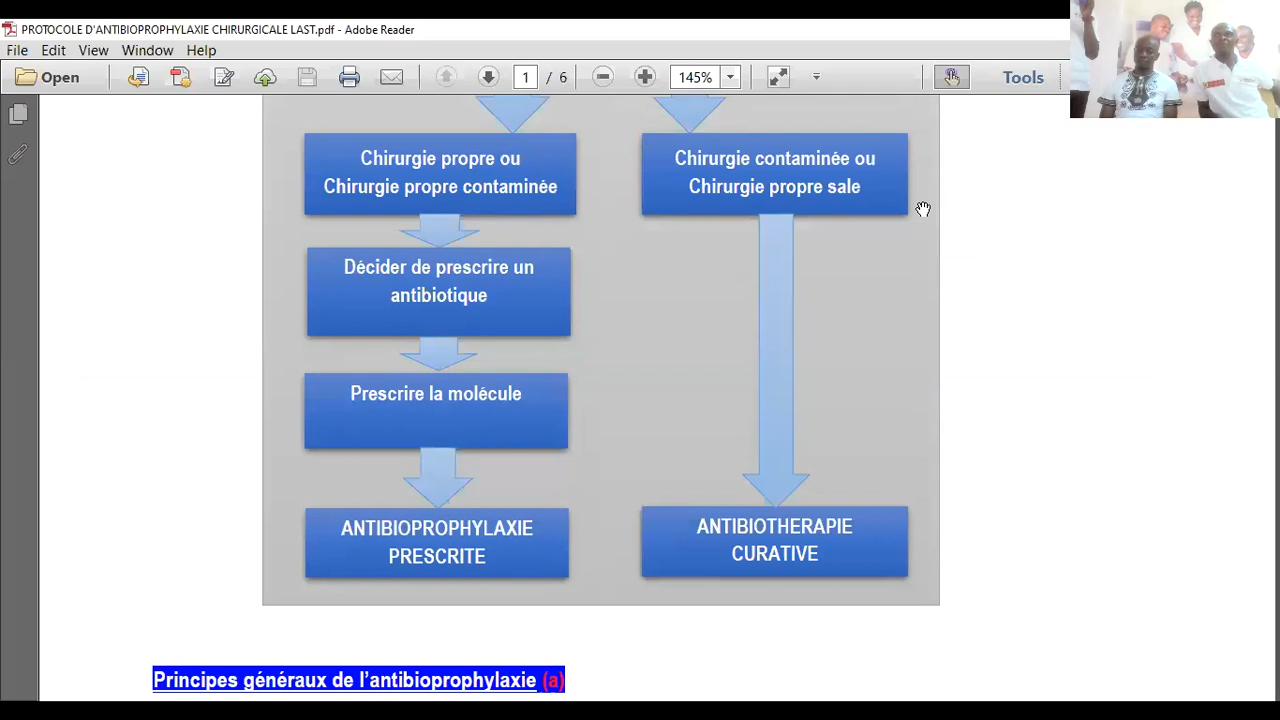 PROTOCOLE D'ANTIBIOPROPHYLAXIE CHIRURGICALE LAST.pdf - Adobe Reader
File Edit View Window Help
Open 1 / 6 145% Tools
Chirurgie propre ou
Chirurgie propre contaminée
Décider de prescrire un
antibiotique
Prescrire la molécule
ANTIBIOPROPHYLAXIE
PRESCRITE
Chirurgie contaminée ou
Chirurgie propre sale
ANTIBIOTHERAPIE
CURATIVE
Principes généraux de l'antibioprophylaxie (a)